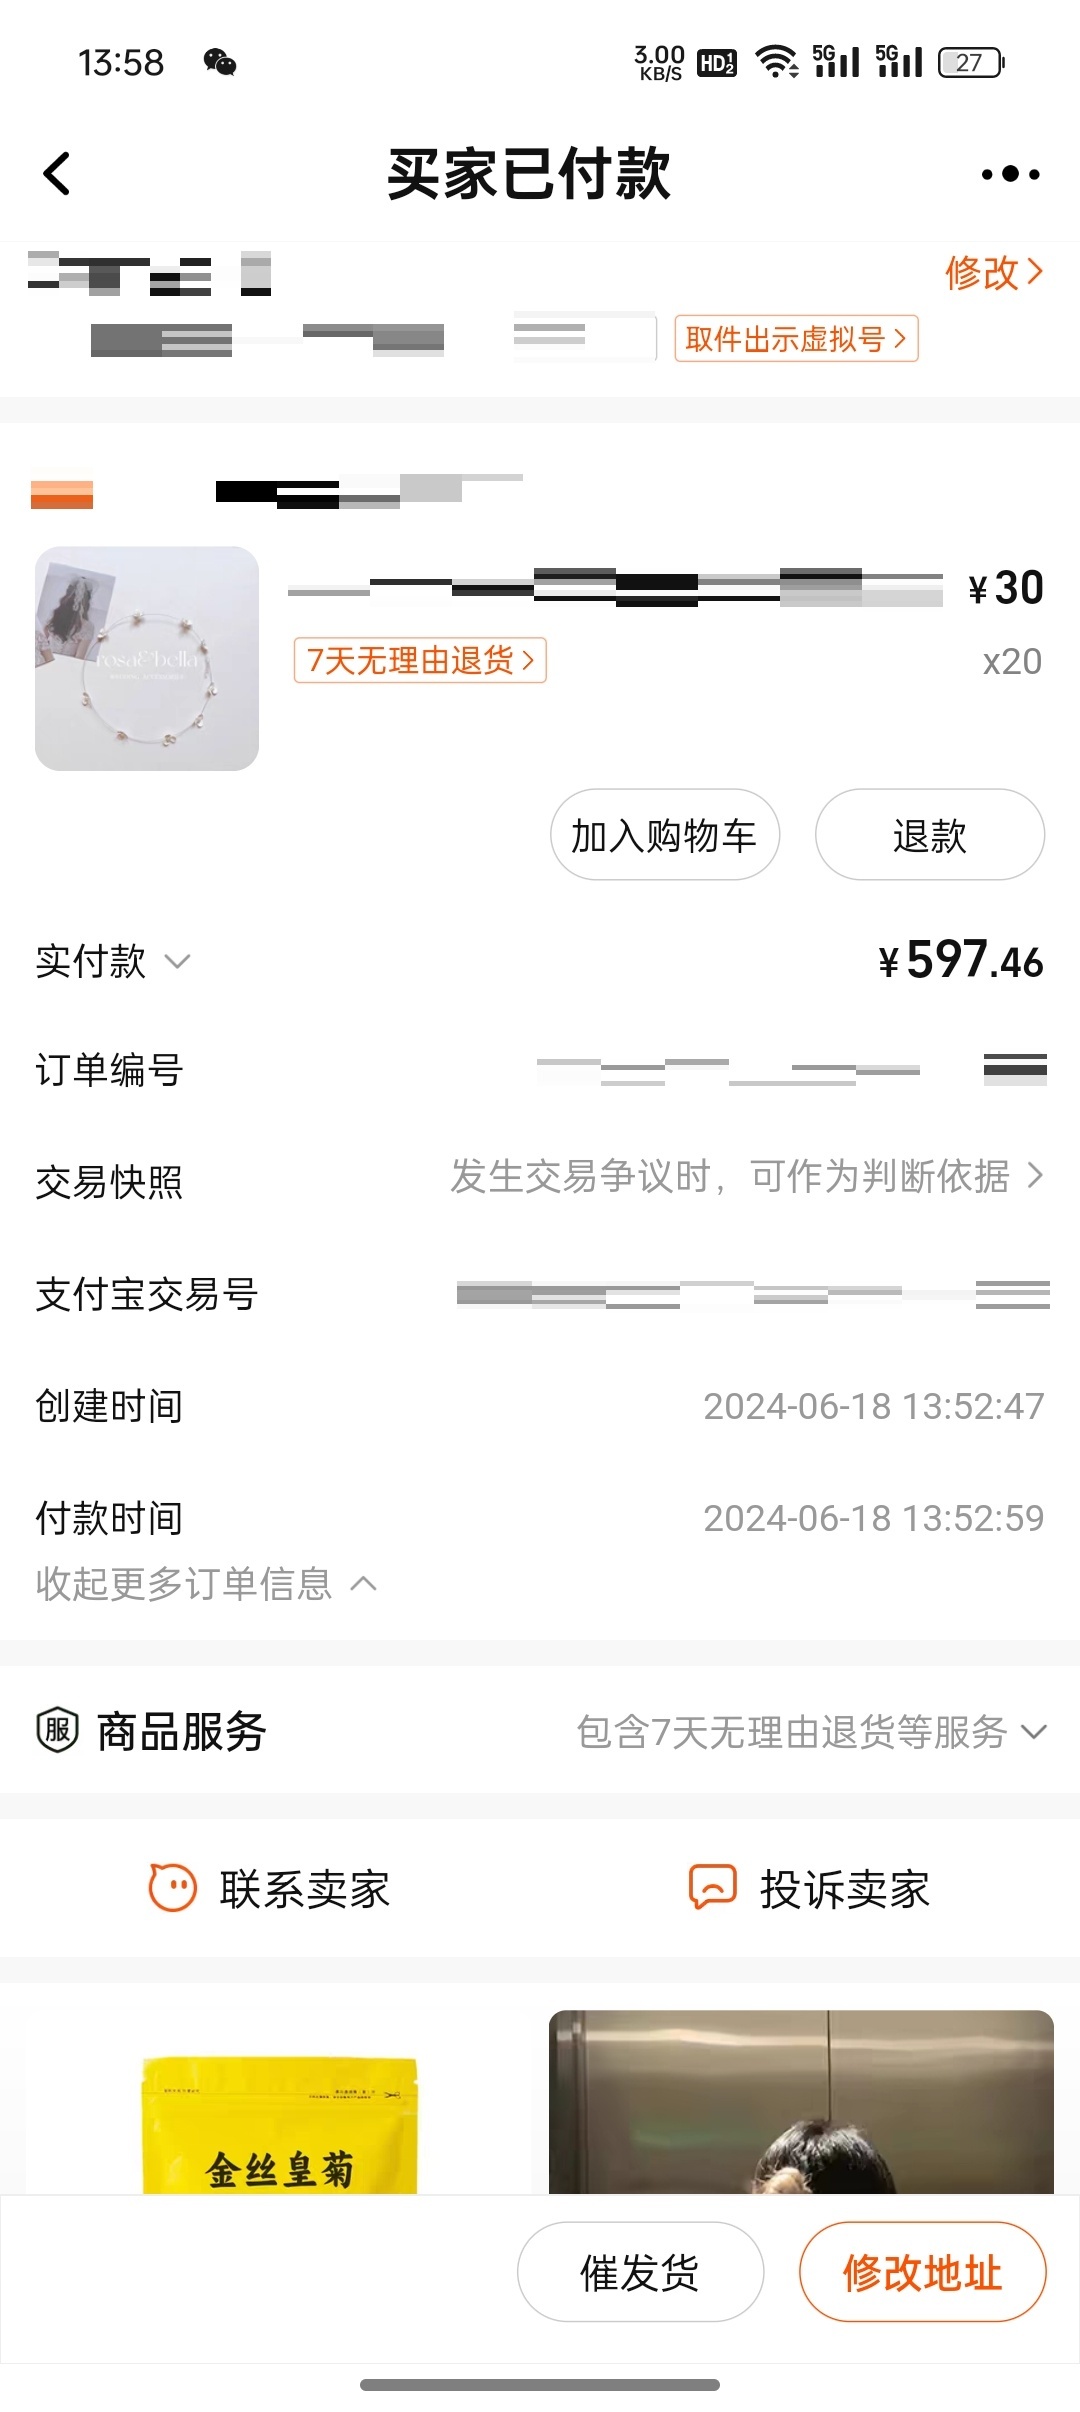 13:58
3.00 KB/S HD 1 2 5G 5G 27
买家已付款
修改
取件出示虚拟号
¥30
7天无理由退货
x20
rosa&bella
加入购物车 退款
实付款 ¥597.46
订单编号
交易快照 发生交易争议时，可作为判断依据
支付宝交易号
创建时间 2024-06-18 13:52:47
付款时间 2024-06-18 13:52:59
收起更多订单信息
服 商品服务 包含7天无理由退货等服务
联系卖家 投诉卖家
金丝皇菊
催发货 修改地址